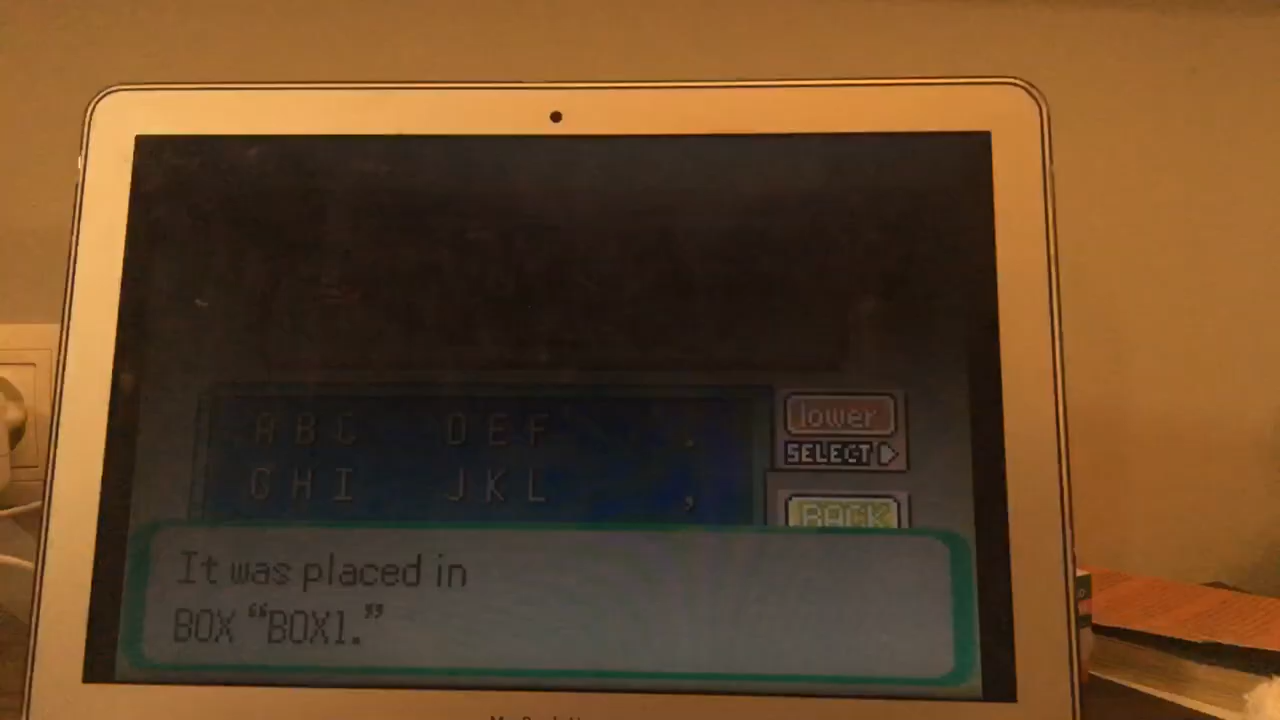 A B C D E F .
G H I J K L ,
lower
SELECT
BACK
It was placed in
BOX “BOX1.”